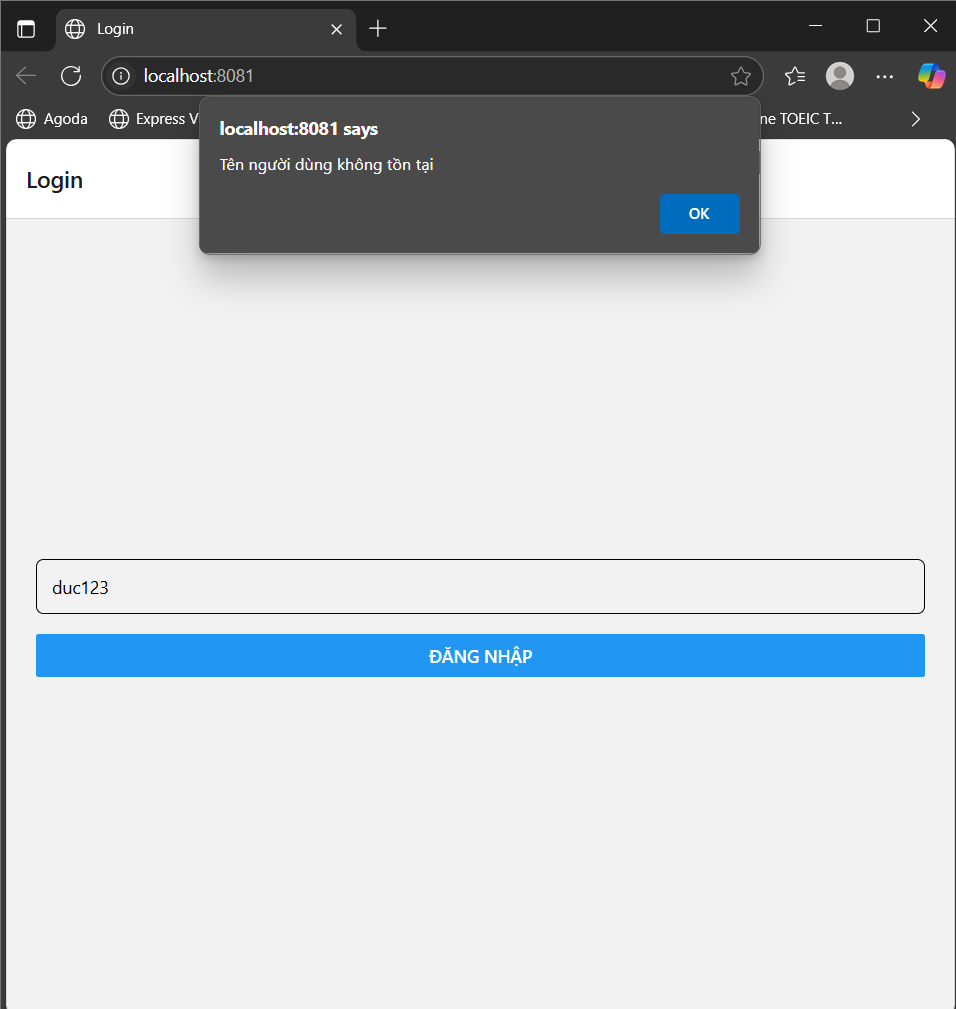 Login
localhost:8081
Agoda
Express V
ne TOEIC T...
localhost:8081 says
Tên người dùng không tồn tại
OK
Login
duc123
ĐĂNG NHẬP